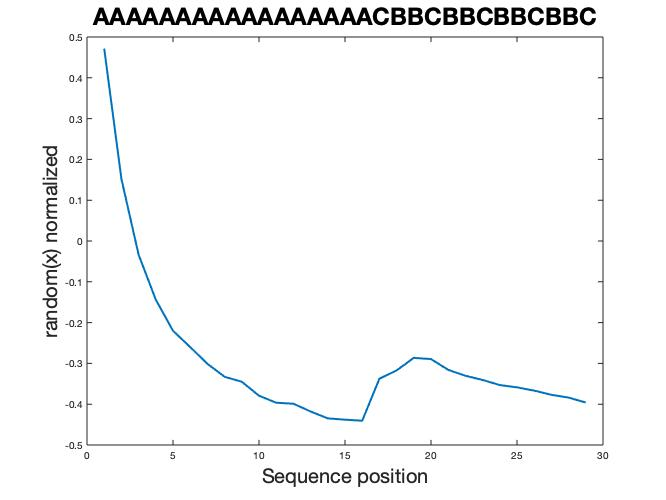 AAAAAAAAAAAAAAAACBBCBBCBBCBBC
0.5
0.4
0.3
0.2
0.1
0
-0.1
-0.2
-0.3
-0.4
-0.5
random(x) normalized
0 5 10 15 20 25 30
Sequence position